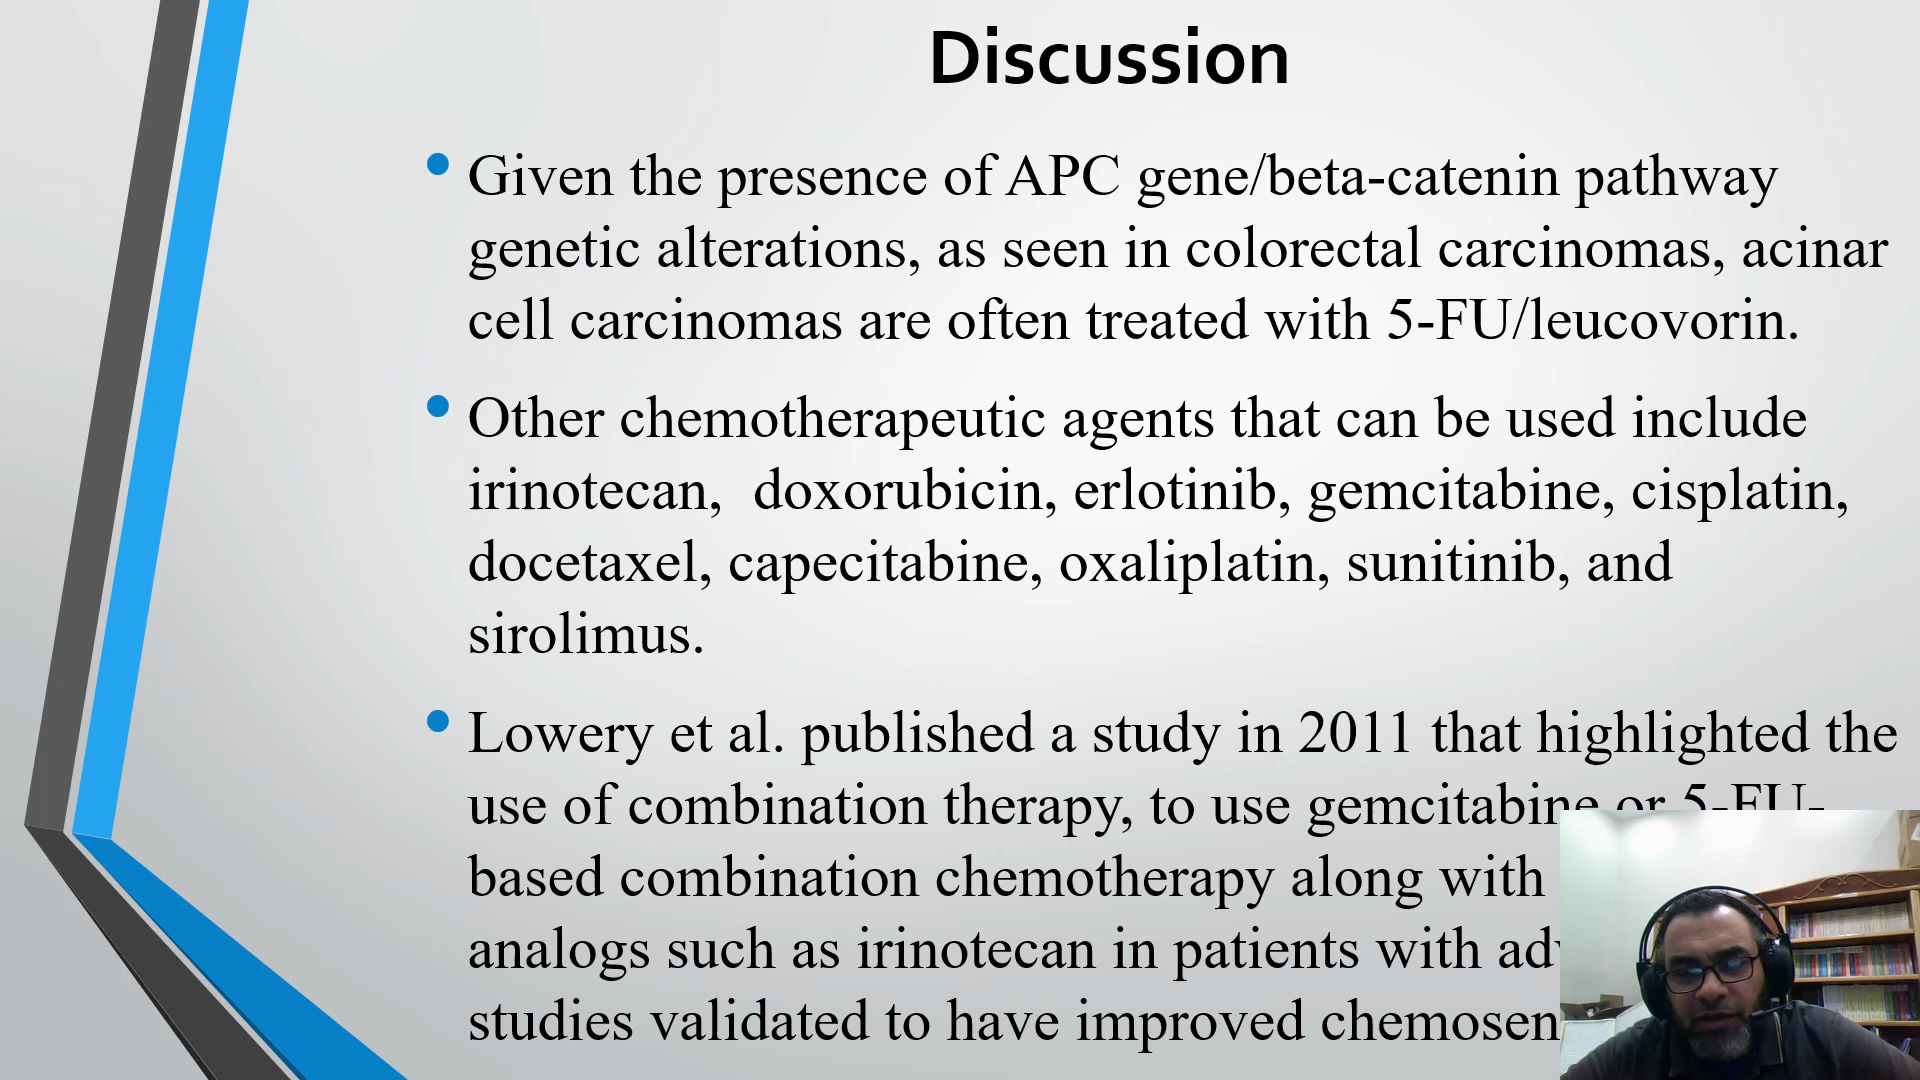 Discussion
• Given the presence of APC gene/beta-catenin pathway
genetic alterations, as seen in colorectal carcinomas, acinar
cell carcinomas are often treated with 5-FU/leucovorin.
• Other chemotherapeutic agents that can be used include
irinotecan,  doxorubicin, erlotinib, gemcitabine, cisplatin,
docetaxel, capecitabine, oxaliplatin, sunitinib, and
sirolimus.
• Lowery et al. published a study in 2011 that highlighted the
use of combination therapy, to use gemcitabine or 5-FU-
based combination chemotherapy along with
analogs such as irinotecan in patients with
studies validated to have improved